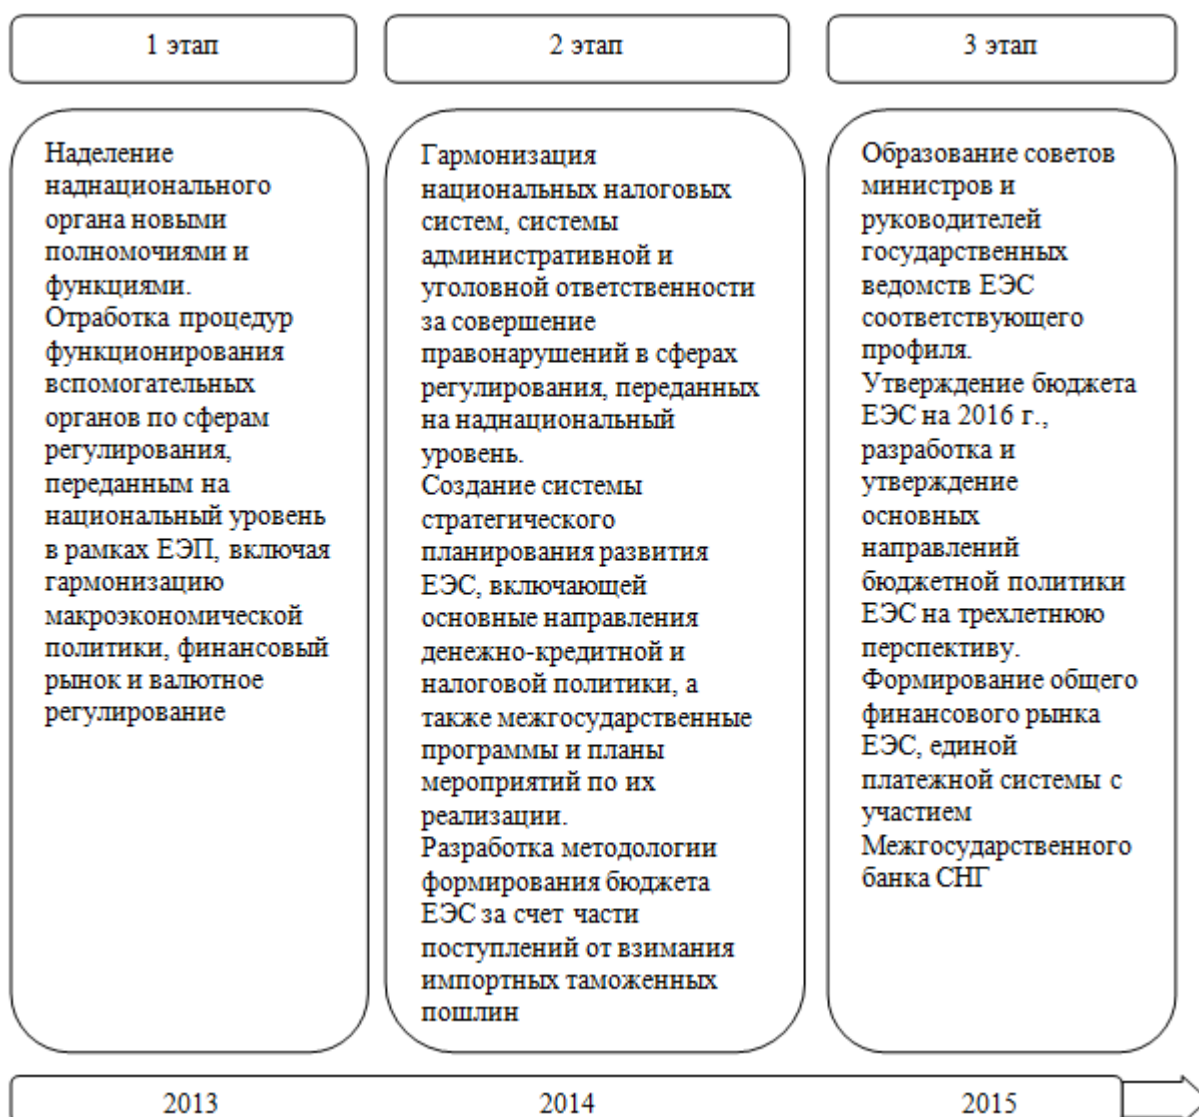 1 этап
2 этап
3 этап
Наделение
наднационального
органа новыми
полномочиями и
функциями.
Отработка процедур
функционирования
вспомогательных
органов по сферам
регулирования,
переданным на
национальный уровень
в рамках ЕЭП, включая
гармонизацию
макроэкономической
политики, финансовый
рынок и валютное
регулирование
Гармонизация
национальных налоговых
систем, системы
административной и
уголовной ответственности
за совершение
правонарушений в сферах
регулирования, переданных
на наднациональный
уровень.
Создание системы
стратегического
планирования развития
ЕЭС, включающей
основные направления
денежно-кредитной и
налоговой политики, а
также межгосударственные
программы и планы
мероприятий по их
реализации.
Разработка методологии
формирования бюджета
ЕЭС за счет части
поступлений от взимания
импортных таможенных
пошлин
Образование советов
министров и
руководителей
государственных
ведомств ЕЭС
соответствующего
профиля.
Утверждение бюджета
ЕЭС на 2016 г.,
разработка и
утверждение
основных
направлений
бюджетной политики
ЕЭС на трехлетнюю
перспективу.
Формирование общего
финансового рынка
ЕЭС, единой
платежной системы с
участием
Межгосударственного
банка СНГ
2013
2014
2015